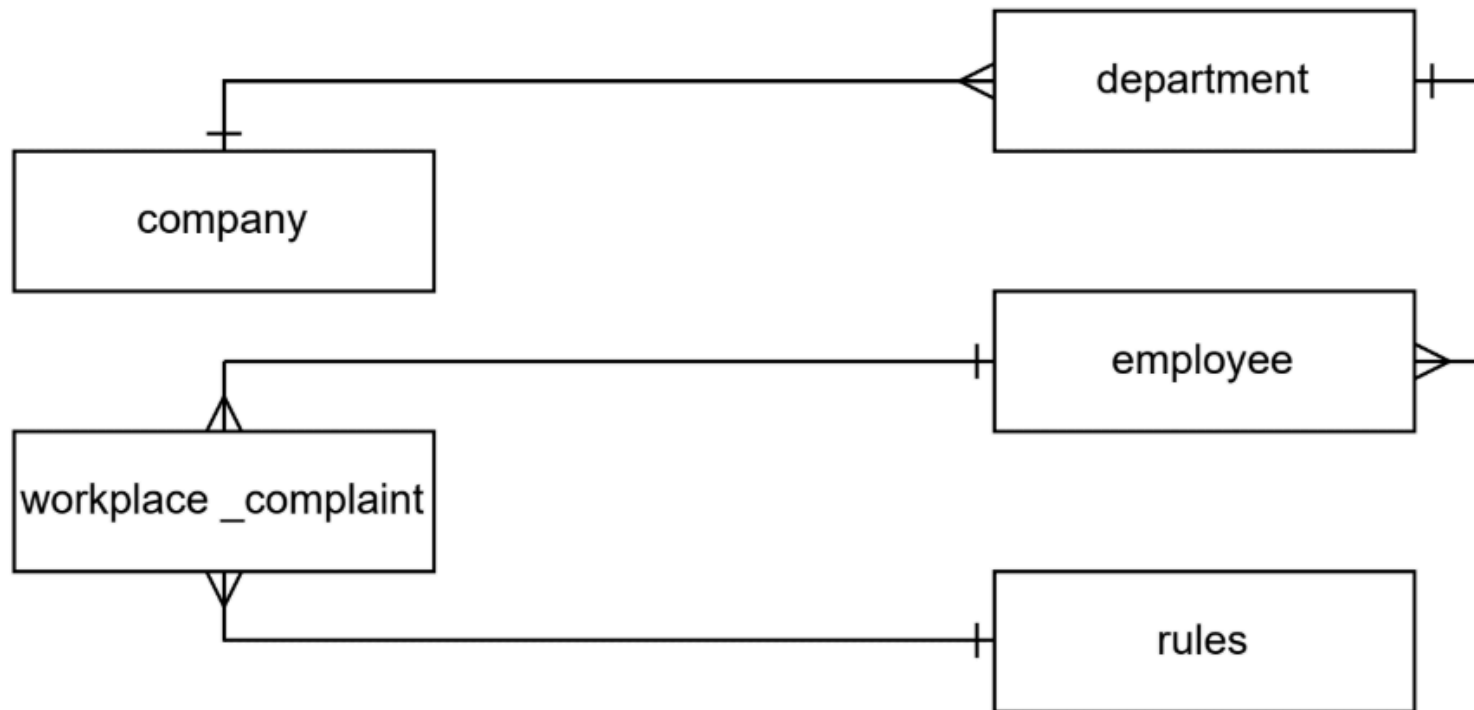 department
company
employee
workplace _complaint
rules